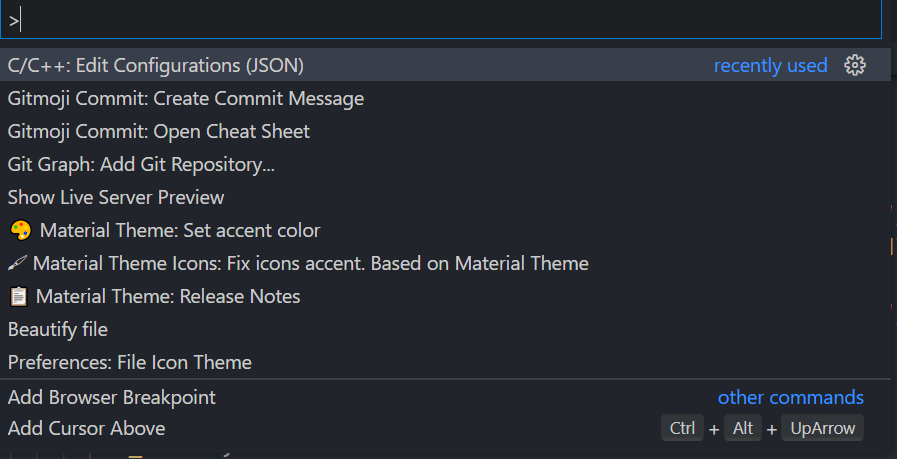 >
C/C++: Edit Configurations (JSON) recently used
Gitmoji Commit: Create Commit Message
Gitmoji Commit: Open Cheat Sheet
Git Graph: Add Git Repository...
Show Live Server Preview
🎨 Material Theme: Set accent color
🖌 Material Theme Icons: Fix icons accent. Based on Material Theme
📋 Material Theme: Release Notes
Beautify file
Preferences: File Icon Theme
Add Browser Breakpoint other commands
Add Cursor Above Ctrl + Alt + UpArrow